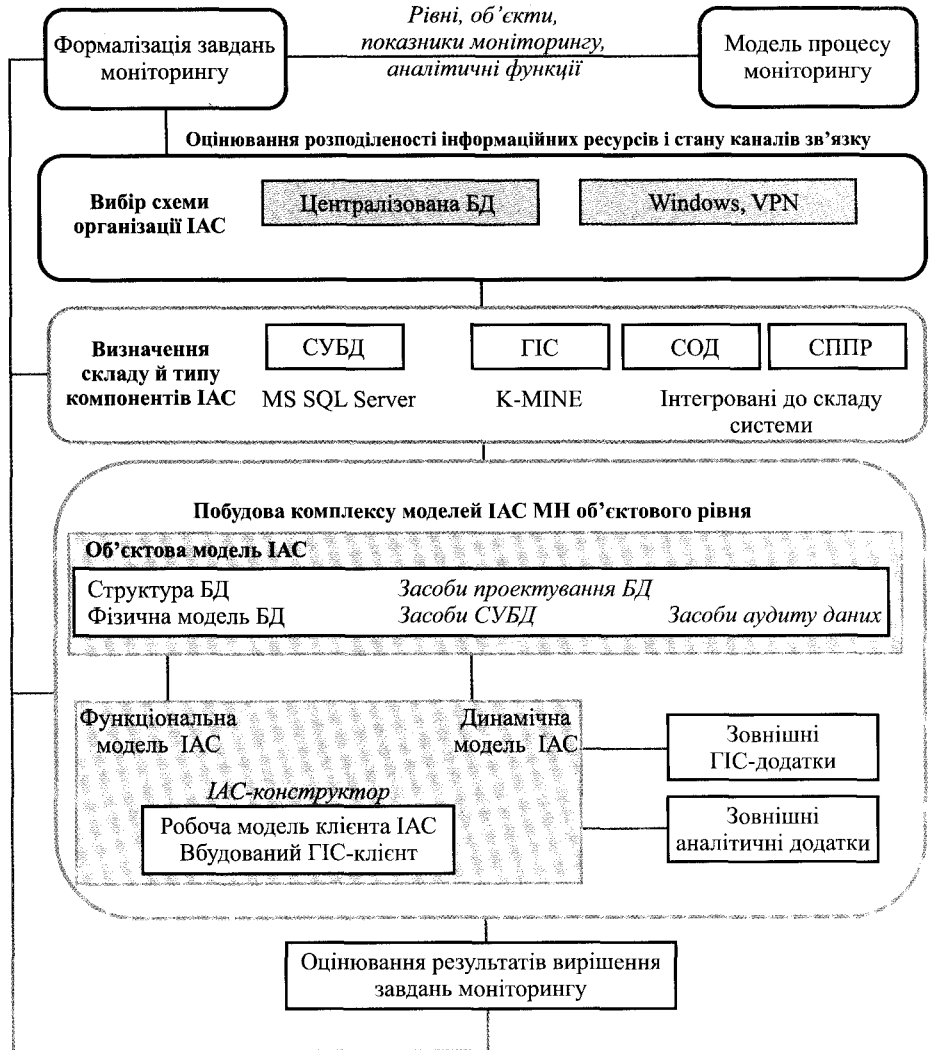 Формалізація завдань
моніторингу
Рівні, об’єкти,
показники моніторингу,
аналітичні функції
Модель процесу
моніторингу
Оцінювання розподіленості інформаційних ресурсів і стану каналів зв’язку
Вибір схеми
організації ІАС
Централізована БД
Windows, VPN
Визначення
складу й типу
компонентів ІАС
СУБД
MS SQL Server
ГІС
K-MINE
СОД
СППР
Інтегровані до складу
системи
Побудова комплексу моделей ІАС МН об’єктового рівня
Об’єктова модель ІАС
Структура БД
Засоби проектування БД
Фізична модель БД
Засоби СУБД
Засоби аудиту даних
Функціональна
модель ІАС
Динамічна
модель ІАС
ІАС-конструктор
Робоча модель клієнта ІАС
Вбудований ГІС-клієнт
Зовнішні
ГІС-додатки
Зовнішні
аналітичні додатки
Оцінювання результатів вирішення
завдань моніторингу